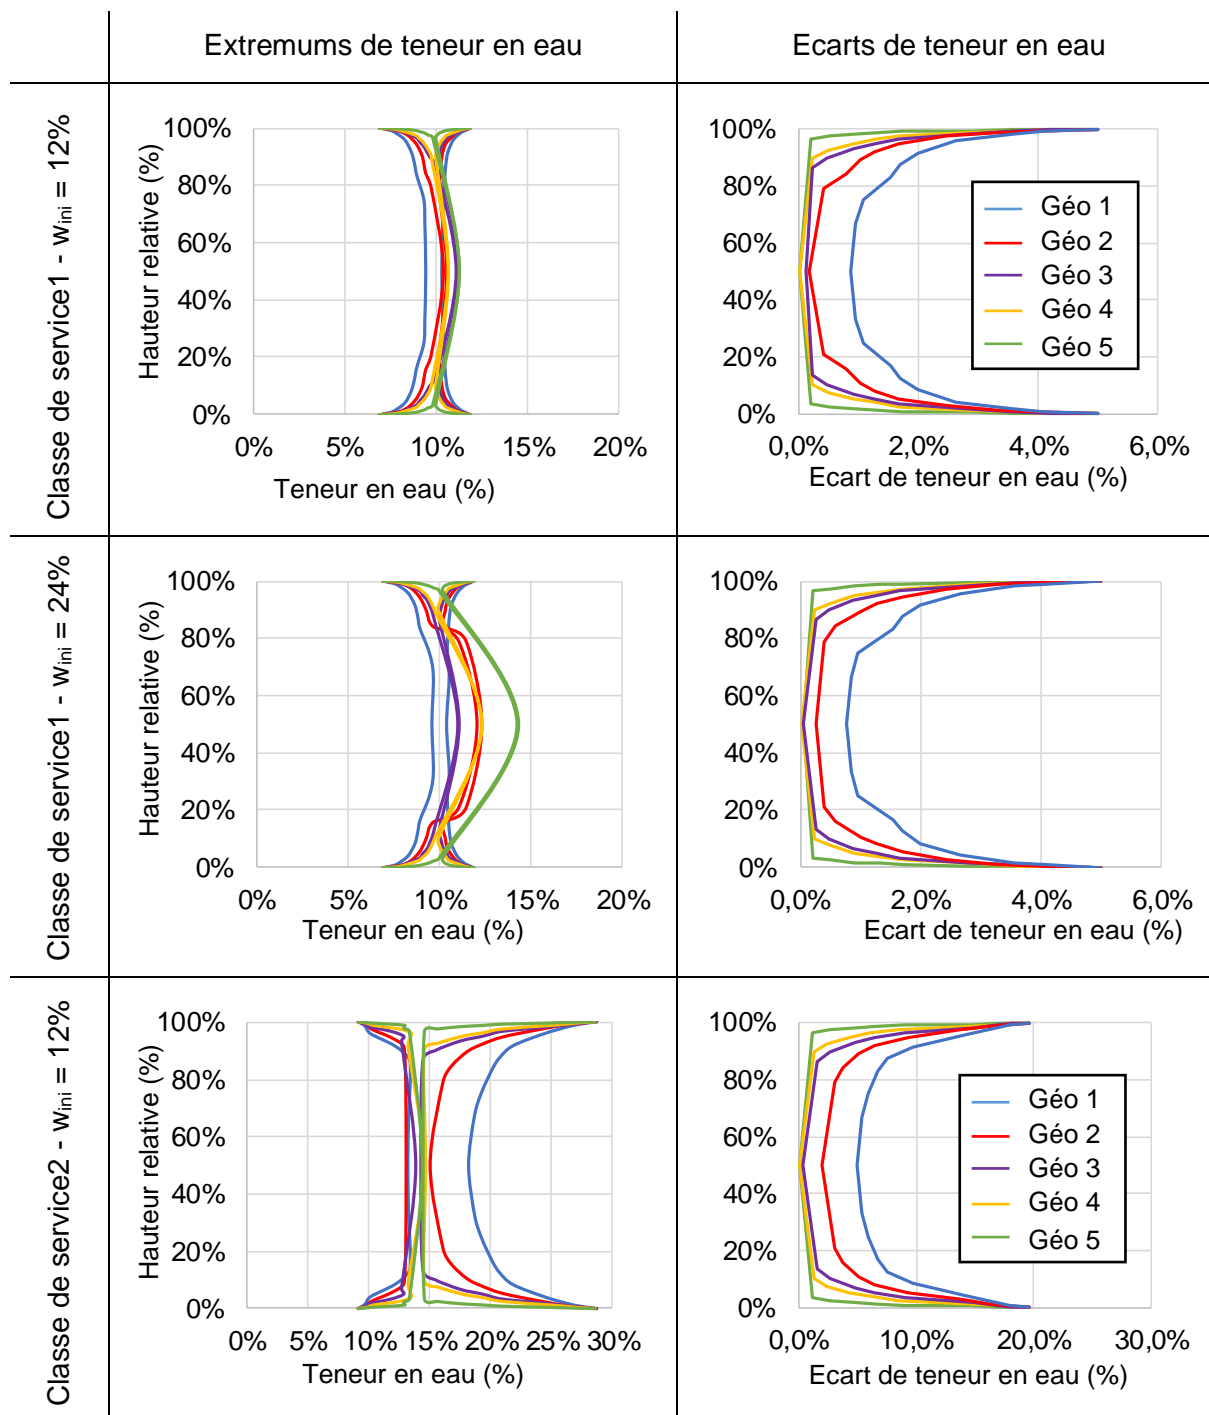 Extremums de teneur en eau
Ecarts de teneur en eau
Classe de service1 - wini = 12%
Hauteur relative (%)
100%
80%
60%
40%
20%
0%
0% 5% 10% 15% 20%
Teneur en eau (%)
100%
80%
60%
40%
20%
0%
Géo 1
Géo 2
Géo 3
Géo 4
Géo 5
0,0% 2,0% 4,0% 6,0%
Ecart de teneur en eau (%)
Classe de service1 - wini = 24%
Hauteur relative (%)
100%
80%
60%
40%
20%
0%
0% 5% 10% 15% 20%
Teneur en eau (%)
100%
80%
60%
40%
20%
0%
0,0% 2,0% 4,0% 6,0%
Ecart de teneur en eau (%)
Classe de service2 - wini = 12%
Hauteur relative (%)
100%
80%
60%
40%
20%
0%
0% 5% 10% 15% 20% 25% 30%
Teneur en eau (%)
100%
80%
60%
40%
20%
0%
Géo 1
Géo 2
Géo 3
Géo 4
Géo 5
0,0% 10,0% 20,0% 30,0%
Ecart de teneur en eau (%)